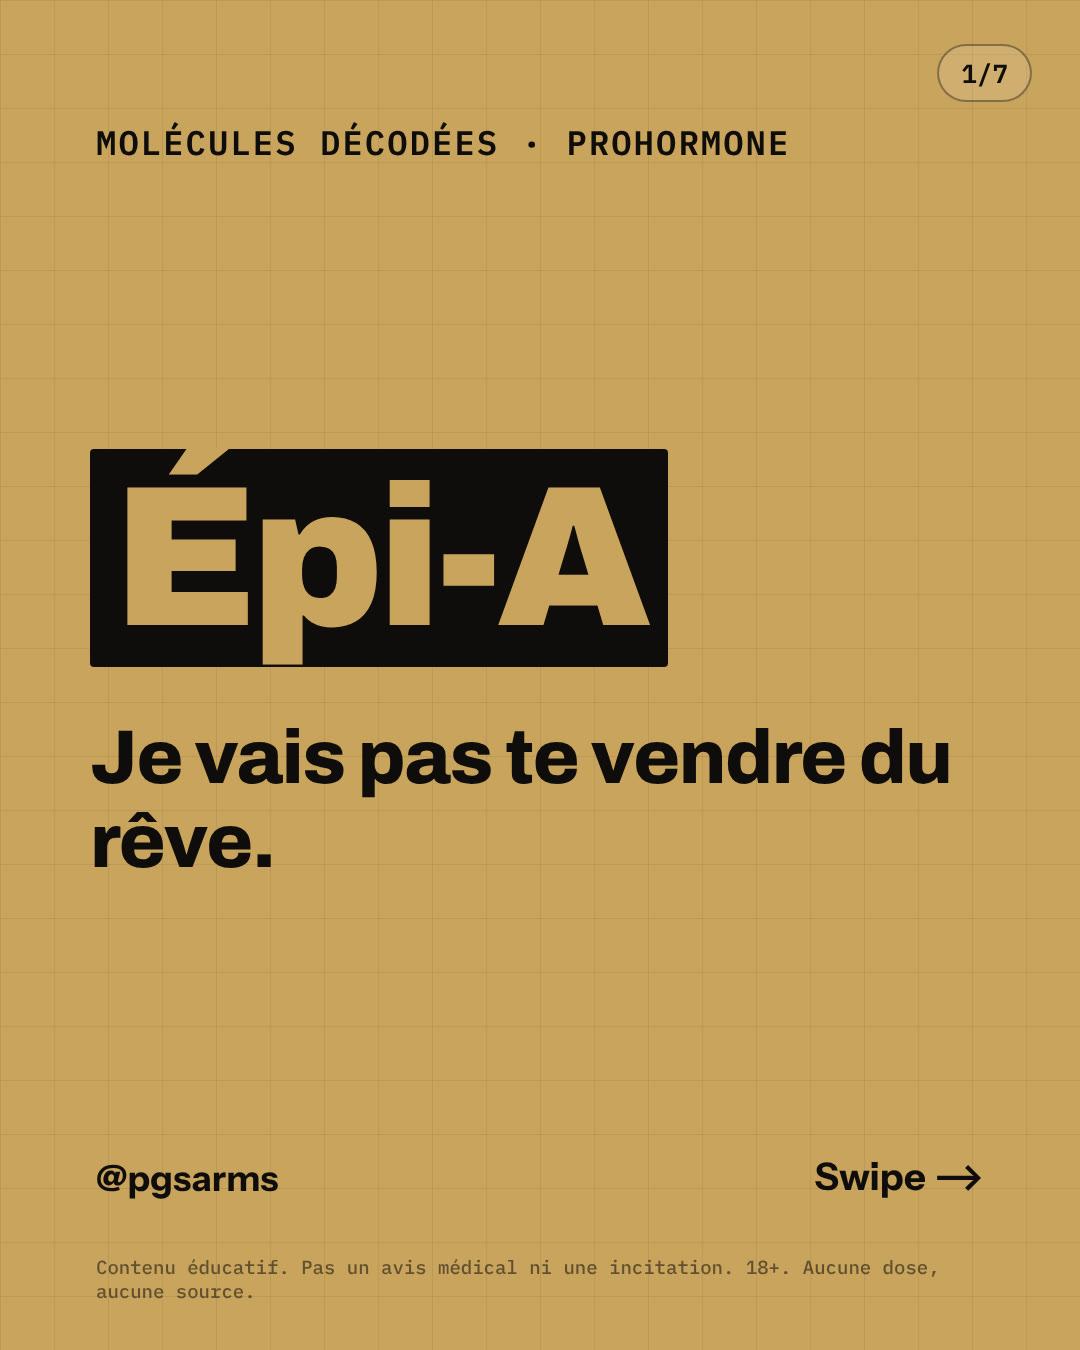 1/7
MOLÉCULES DÉCODÉES · PROHORMONE
Épi-A
Je vais pas te vendre du
rêve.
@pgsarms
Swipe →
Contenu éducatif. Pas un avis médical ni une incitation. 18+. Aucune dose,
aucune source.